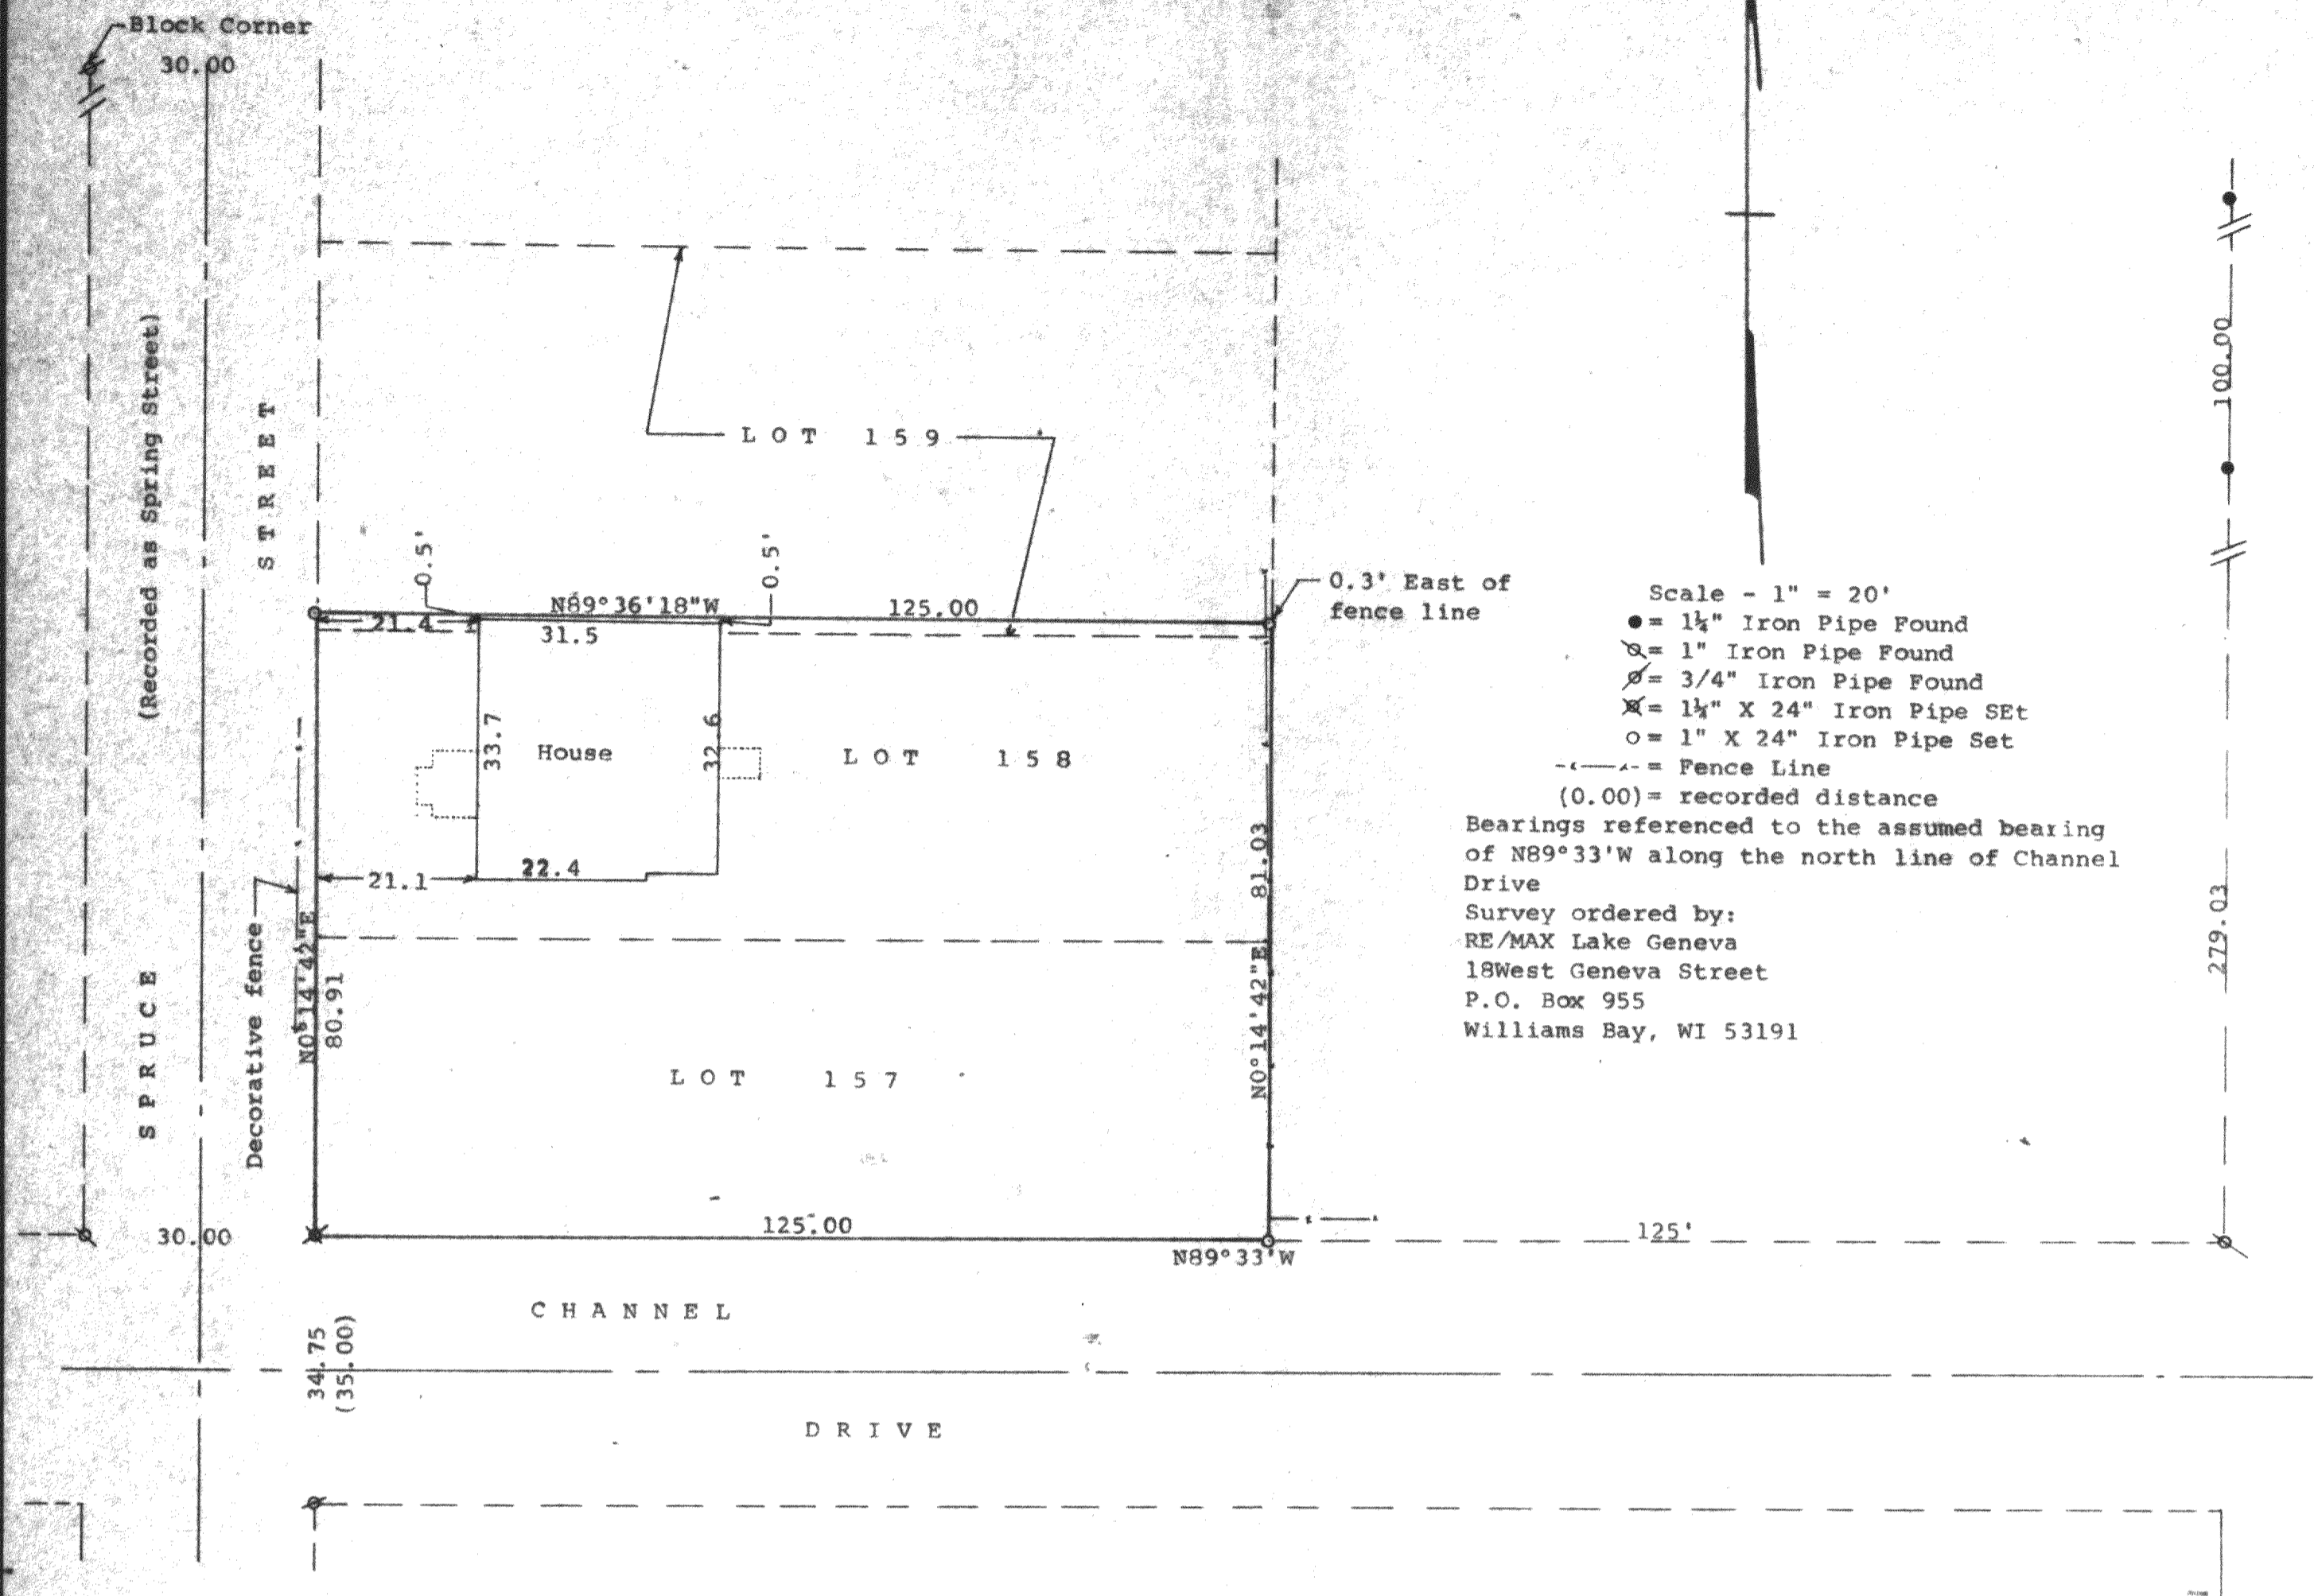 Block Corner
30.00
(Recorded as Spring Street)
STREET
100.00
LOT 159
0.5'
0.5'
N89°36'18"W
125.00
21.4
31.5
0.3' East of
fence line
Scale - 1" = 20'
= 1¼" Iron Pipe Found
= 1" Iron Pipe Found
= 3/4" Iron Pipe Found
= 1¼" X 24" Iron Pipe SEt
= 1" X 24" Iron Pipe Set
= Fence Line
(0.00)= recorded distance
Bearings referenced to the assumed bearing
of N89°33'W along the north line of Channel
Drive
Survey ordered by:
RE/MAX Lake Geneva
18West Geneva Street
P.O. Box 955
Williams Bay, WI 53191
33.7
House
32.6
LOT 158
81.03
22.4
21.1
279.03
Decorative fence
N0°14'42"E
80.91
N0°14'42"E
SPRUCE
LOT 157
30.00
125.00
N89°33'W
125'
CHANNEL
34.75
(35.00)
DRIVE